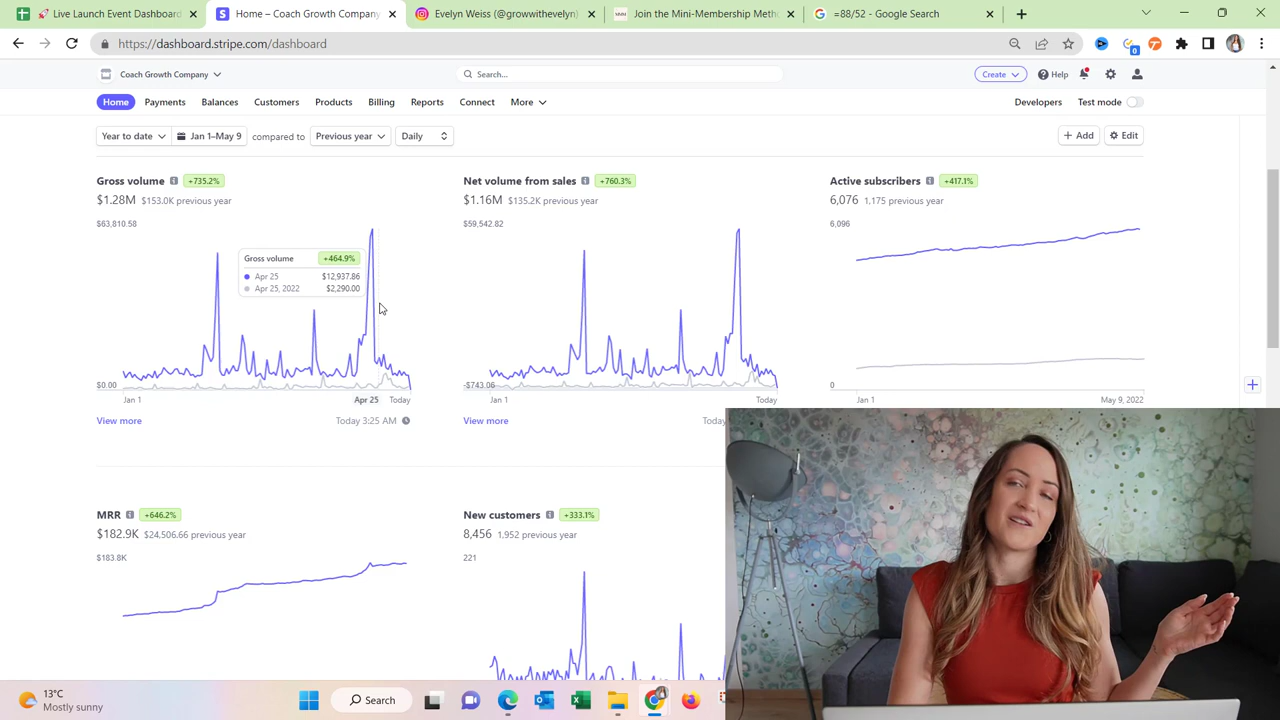 🚀 Live Launch Event Dashboard
Home – Coach Growth Company
Evelyn Weiss (@growwithevelyn)
Join the Mini-Membership Meth
=88/52 - Google Search
https://dashboard.stripe.com/dashboard
0
Coach Growth Company
Search...
Create
Help
Home
Payments
Balances
Customers
Products
Billing
Reports
Connect
More
Developers
Test mode
Year to date
Jan 1–May 9
compared to
Previous year
Daily
Add
Edit
Gross volume +735.2%
$1.28M $153.0K previous year
$63,810.58
Gross volume +464.9%
Apr 25 $12,937.86
Apr 25, 2022 $2,290.00
$0.00
Jan 1 Apr 25 Today
View more Today 3:25 AM
Net volume from sales +760.3%
$1.16M $135.2K previous year
$59,542.82
-$743.06
Jan 1 Today
View more Today
Active subscribers +417.1%
6,076 1,175 previous year
6,096
0
Jan 1 May 9, 2022
MRR +646.2%
$182.9K $24,506.66 previous year
$183.8K
New customers +333.1%
8,456 1,952 previous year
221
13°C
Mostly sunny
Search